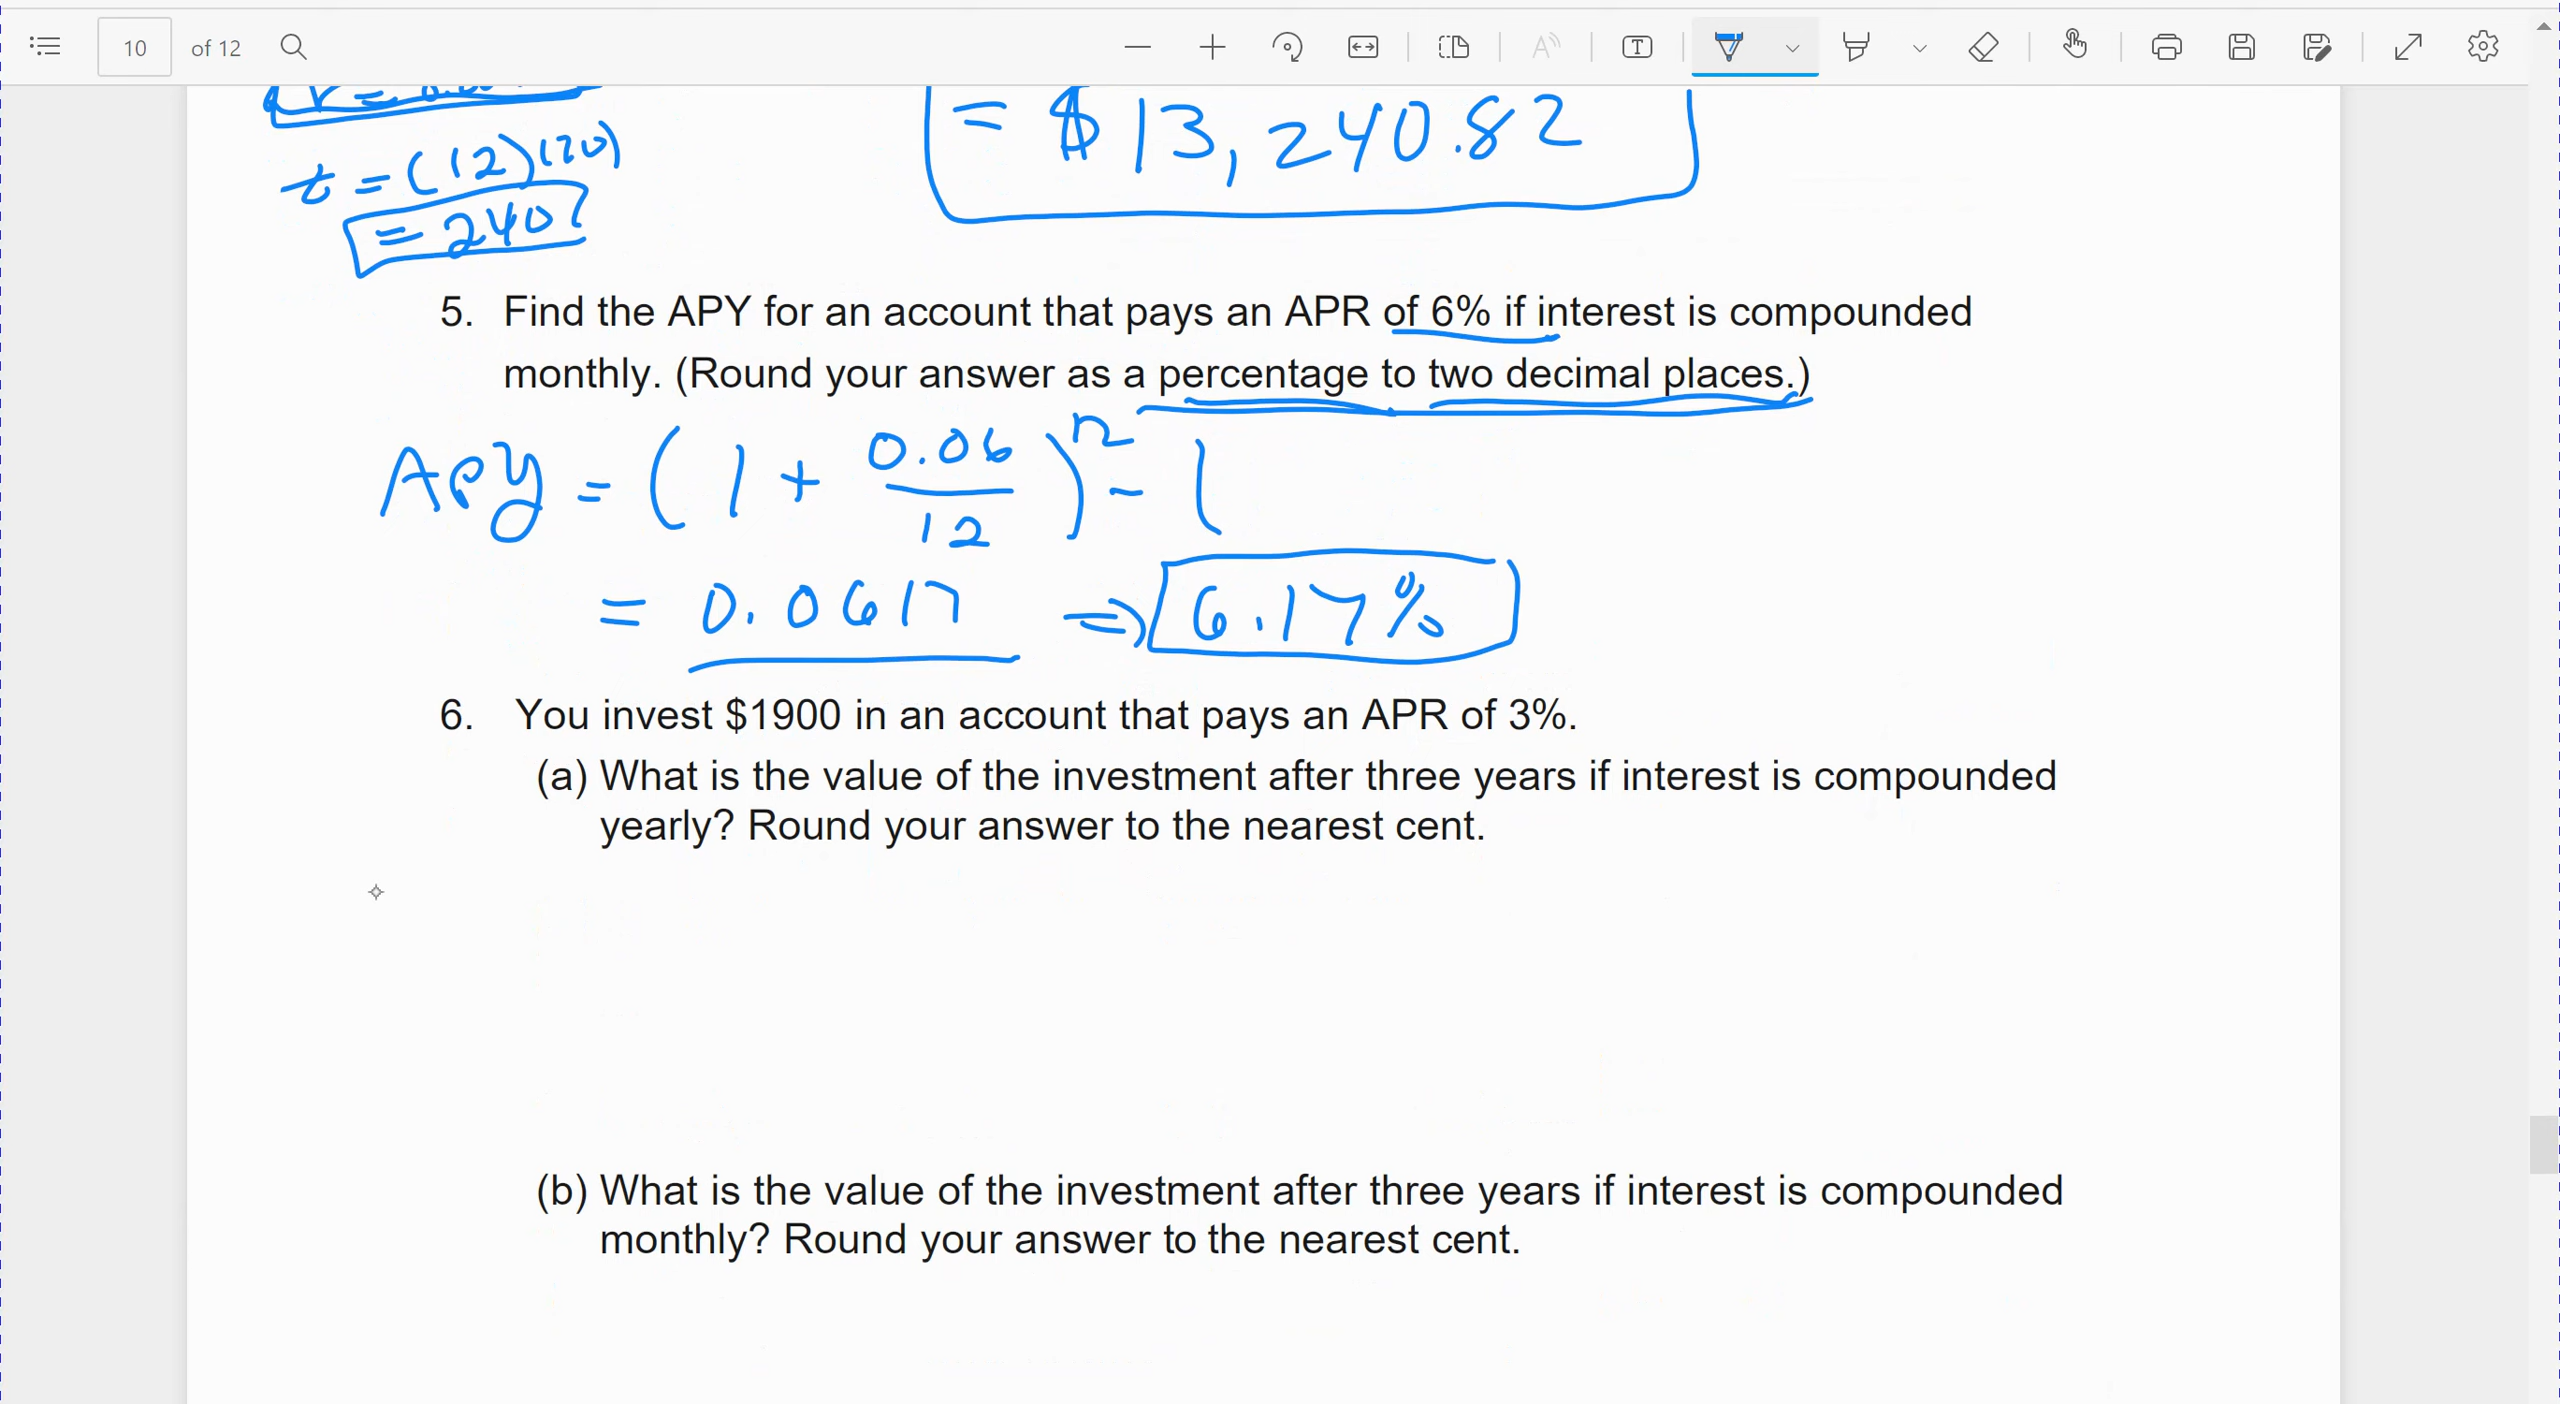 10 of 12
= $13,240.82
t = (12)(20)
= 240
5. Find the APY for an account that pays an APR of 6% if interest is compounded
monthly. (Round your answer as a percentage to two decimal places.)
APY = (1 + 0.06/12)^12 - 1
= 0.0617 ⇒ 6.17%
6. You invest $1900 in an account that pays an APR of 3%.
(a) What is the value of the investment after three years if interest is compounded
yearly? Round your answer to the nearest cent.
(b) What is the value of the investment after three years if interest is compounded
monthly? Round your answer to the nearest cent.